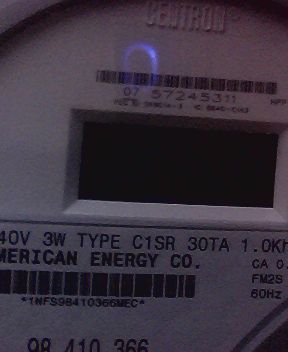 CENTRON
07 57245311
40V 3W TYPE C1SR 30TA 1.0Kh
MERICAN ENERGY CO.
CA 0.
FM2S
60Hz
*1NFS98410366MEC*
98 410 366